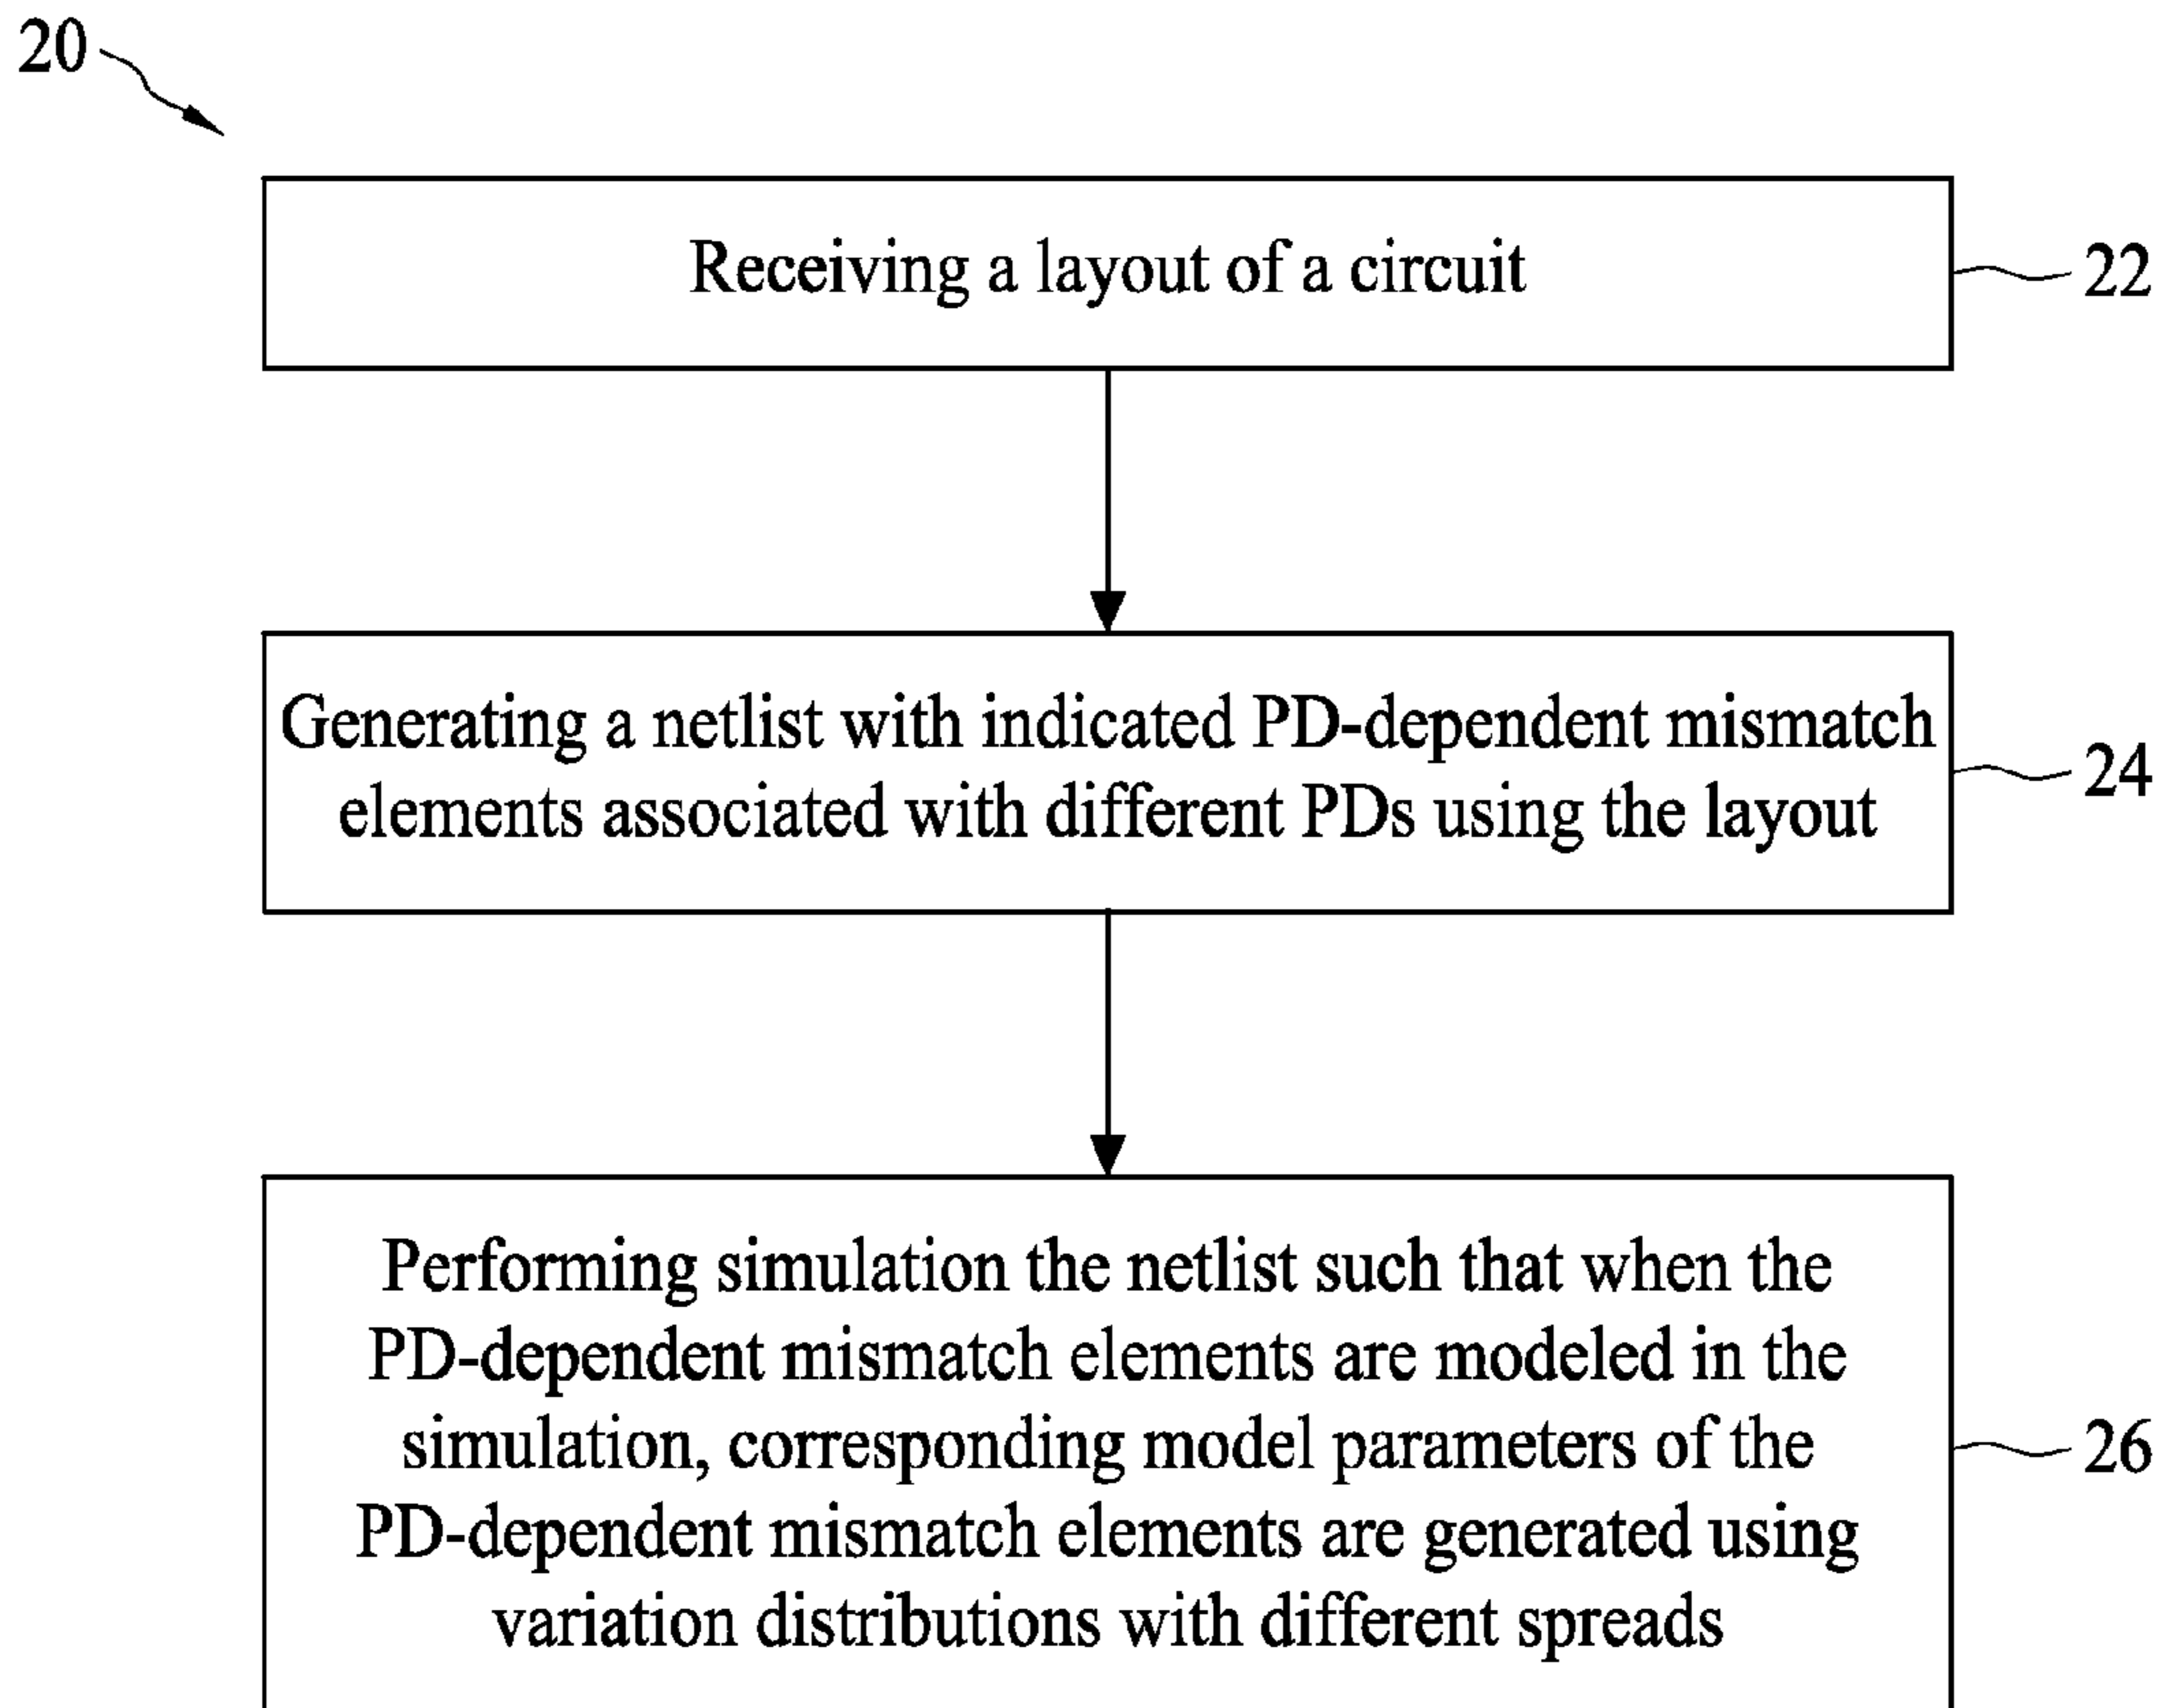 20
Receiving a layout of a circuit
22
Generating a netlist with indicated PD-dependent mismatch
elements associated with different PDs using the layout
24
Performing simulation the netlist such that when the
PD-dependent mismatch elements are modeled in the
simulation, corresponding model parameters of the
PD-dependent mismatch elements are generated using
variation distributions with different spreads
26